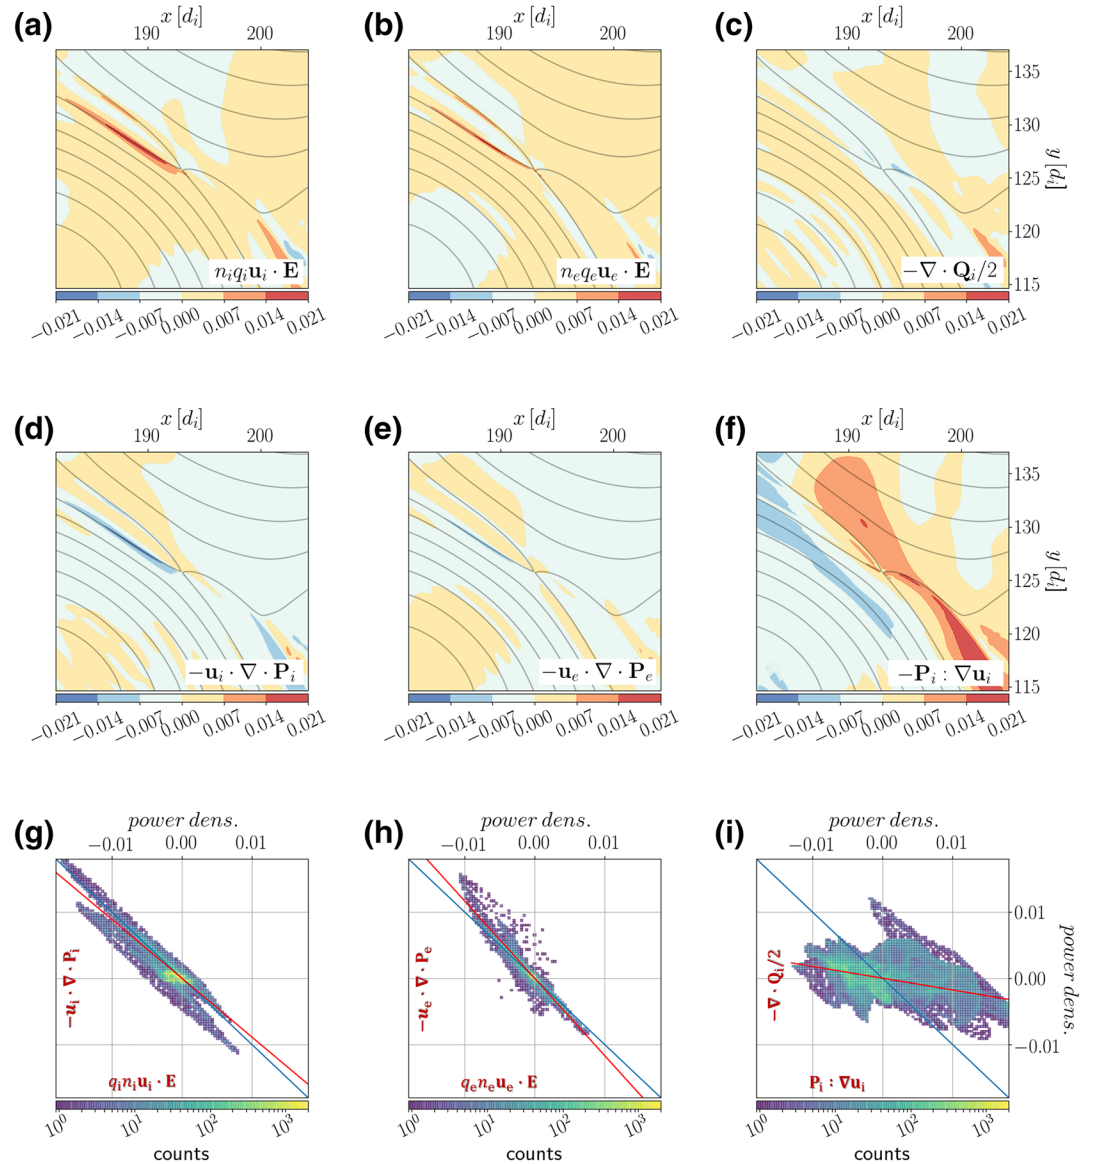 (a) (b) (c)
x [d_i] x [d_i] x [d_i]
190 200 190 200 190 200
135
130
y [d_i]
125
120
115
n_i q_i u_i · E n_e q_e u_e · E −∇ · Q_i/2
−0.021 −0.014 −0.007 0.000 0.007 0.014 0.021 −0.021 −0.014 −0.007 0.000 0.007 0.014 0.021 −0.021 −0.014 −0.007 0.000 0.007 0.014 0.021
(d) (e) (f)
x [d_i] x [d_i] x [d_i]
190 200 190 200 190 200
135
130
y [d_i]
125
120
115
−u_i · ∇ · P_i −u_e · ∇ · P_e −P_i : ∇u_i
−0.021 −0.014 −0.007 0.000 0.007 0.014 0.021 −0.021 −0.014 −0.007 0.000 0.007 0.014 0.021 −0.021 −0.014 −0.007 0.000 0.007 0.014 0.021
(g) (h) (i)
power dens. power dens. power dens.
−0.01 0.00 0.01 −0.01 0.00 0.01 −0.01 0.00 0.01
0.01
0.00
−0.01
power dens.
−u_i · ∇ · P_i −u_e · ∇ · P_e −∇ · Q_i/2
q_i n_i u_i · E q_e n_e u_e · E P_i : ∇u_i
10^0 10^1 10^2 10^3 10^0 10^1 10^2 10^3 10^0 10^1 10^2 10^3
counts counts counts